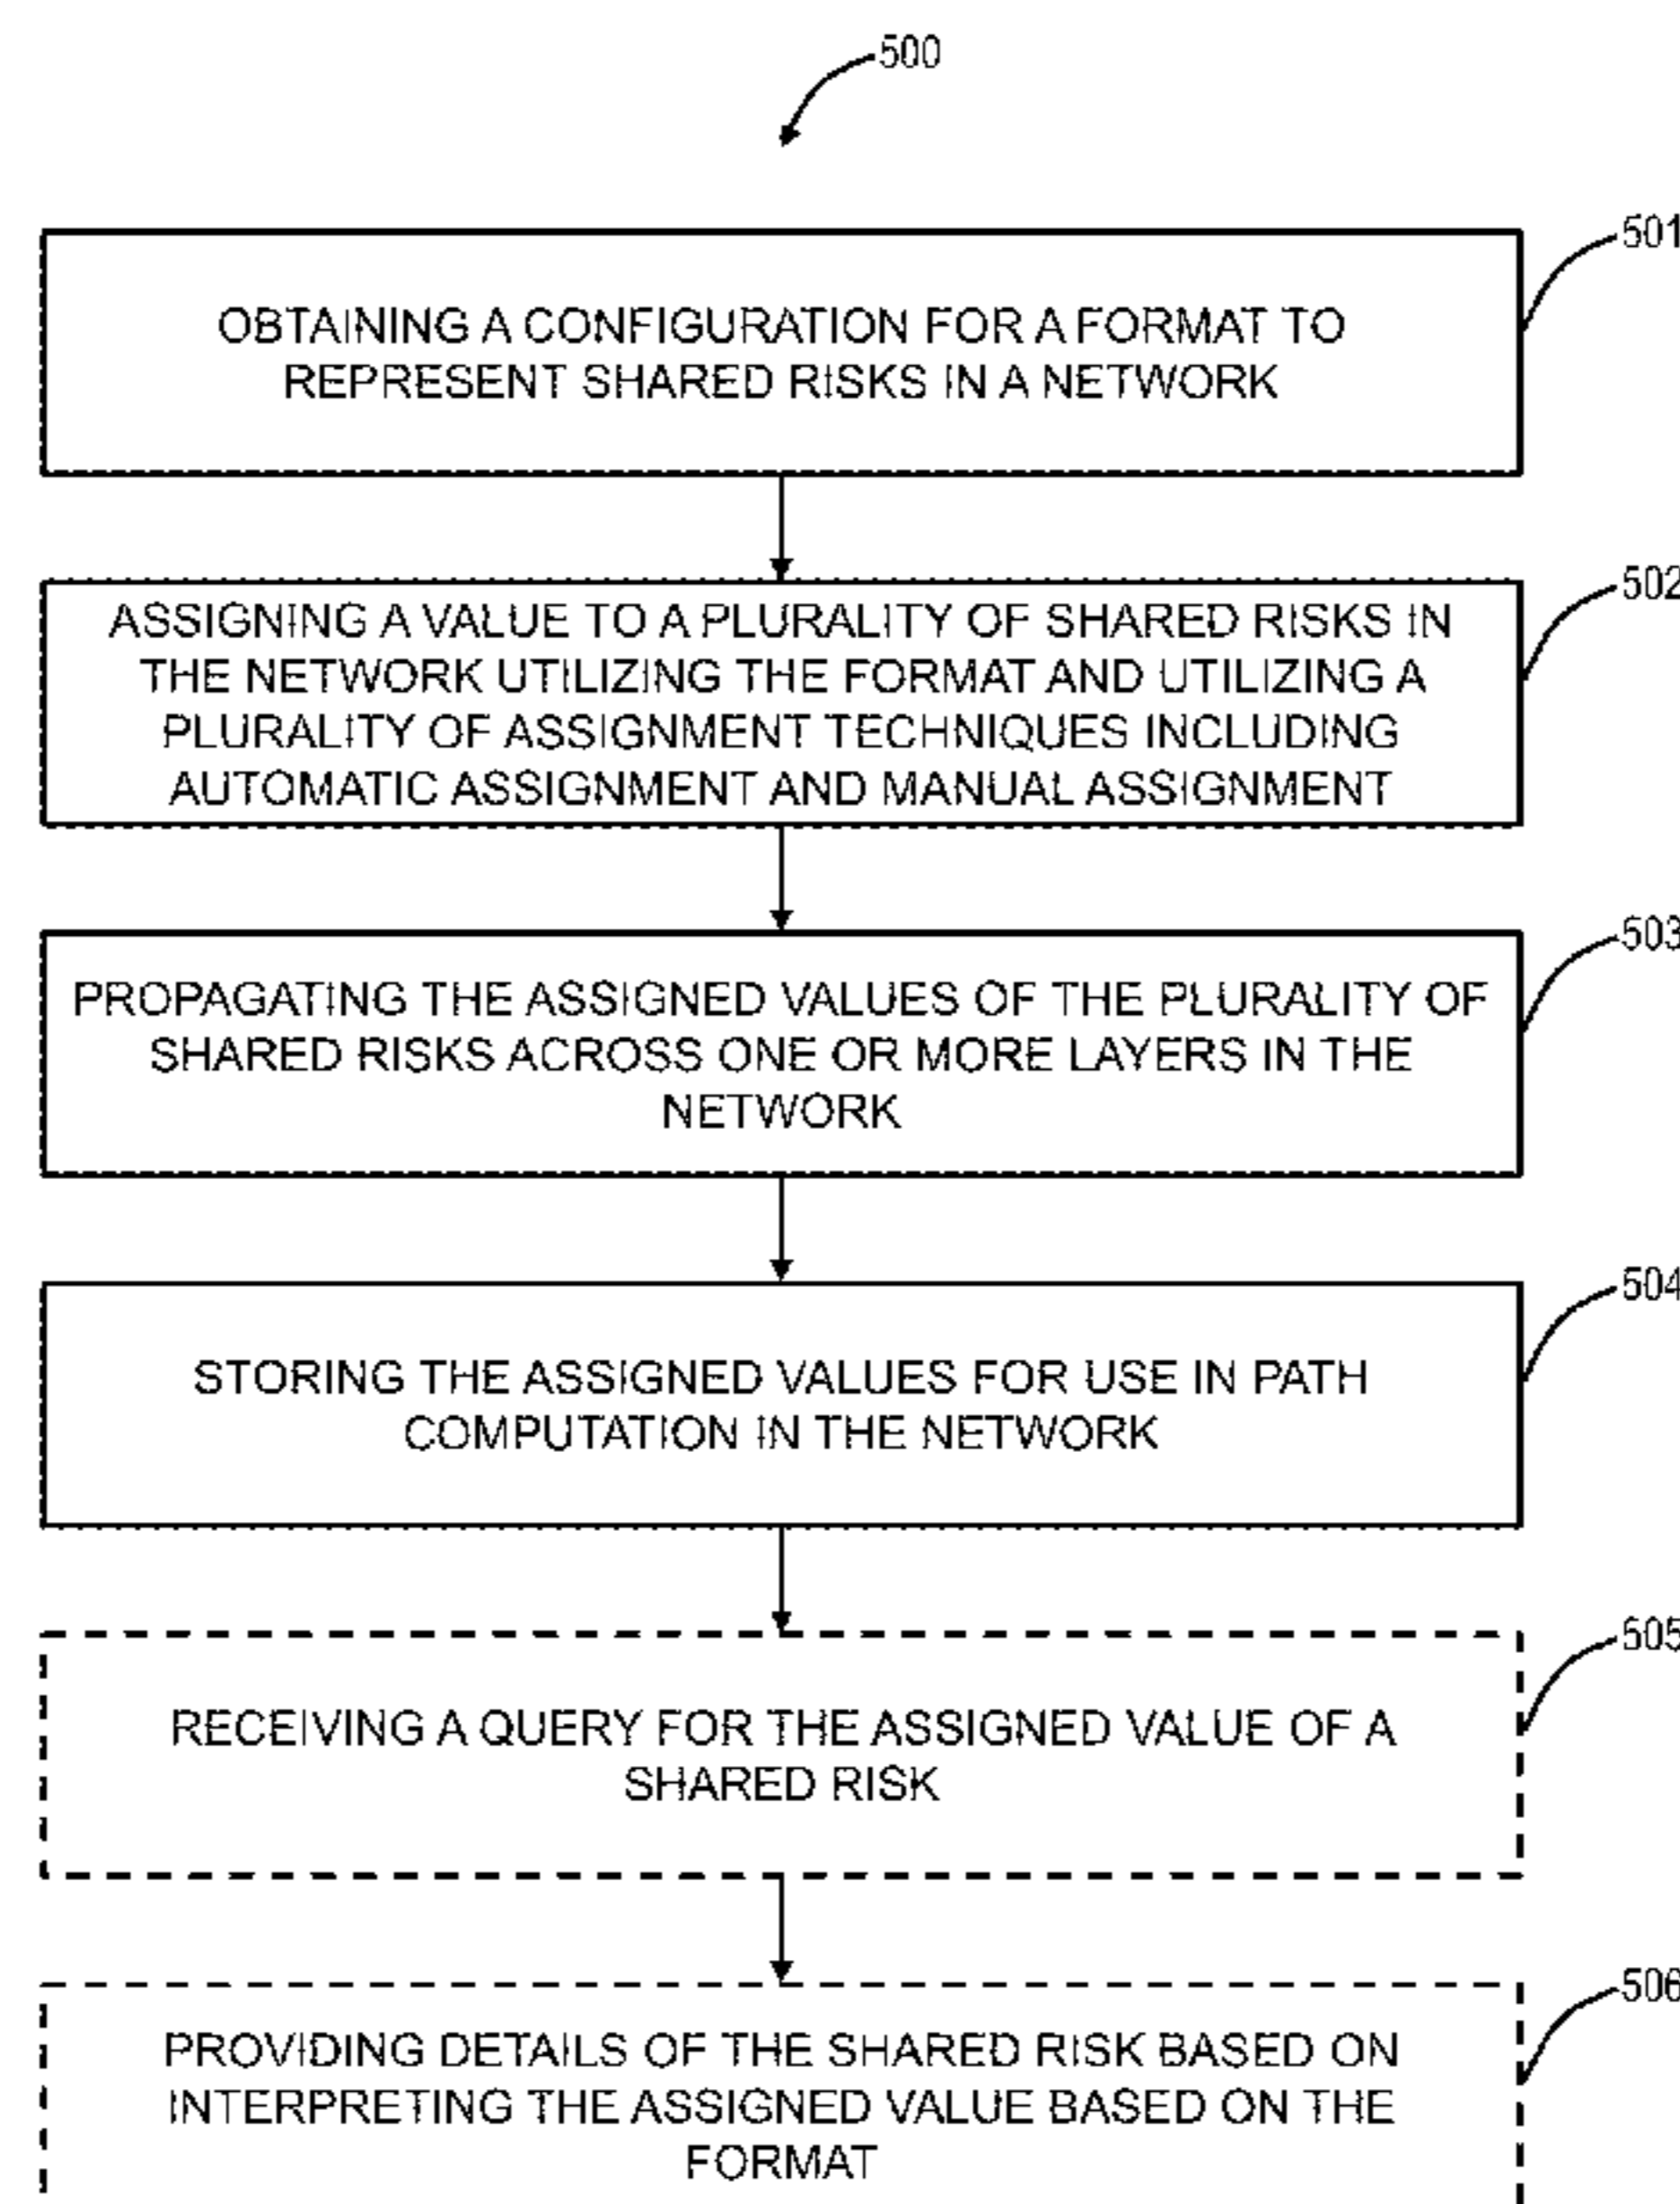 500
501
OBTAINING A CONFIGURATION FOR A FORMAT TO
REPRESENT SHARED RISKS IN A NETWORK
502
ASSIGNING A VALUE TO A PLURALITY OF SHARED RISKS IN
THE NETWORK UTILIZING THE FORMAT AND UTILIZING A
PLURALITY OF ASSIGNMENT TECHNIQUES INCLUDING
AUTOMATIC ASSIGNMENT AND MANUAL ASSIGNMENT
503
PROPAGATING THE ASSIGNED VALUES OF THE PLURALITY OF
SHARED RISKS ACROSS ONE OR MORE LAYERS IN THE
NETWORK
504
STORING THE ASSIGNED VALUES FOR USE IN PATH
COMPUTATION IN THE NETWORK
505
RECEIVING A QUERY FOR THE ASSIGNED VALUE OF A
SHARED RISK
506
PROVIDING DETAILS OF THE SHARED RISK BASED ON
INTERPRETING THE ASSIGNED VALUE BASED ON THE
FORMAT